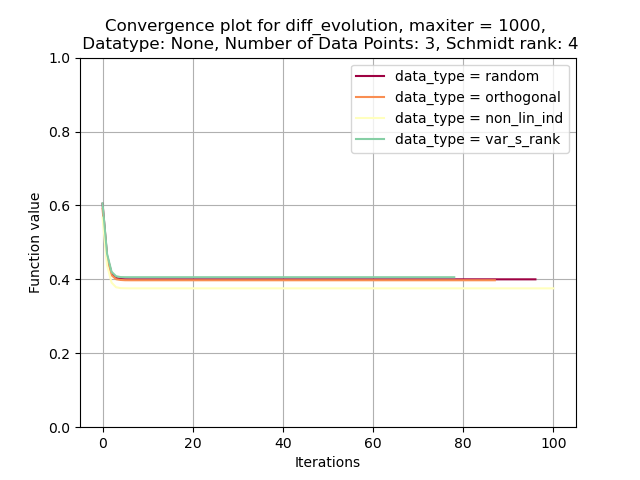 Convergence plot for diff_evolution, maxiter = 1000,
Datatype: None, Number of Data Points: 3, Schmidt rank: 4
1.0
0.8
0.6
0.4
0.2
0.0
Function value
data_type = random
data_type = orthogonal
data_type = non_lin_ind
data_type = var_s_rank
0 20 40 60 80 100
Iterations